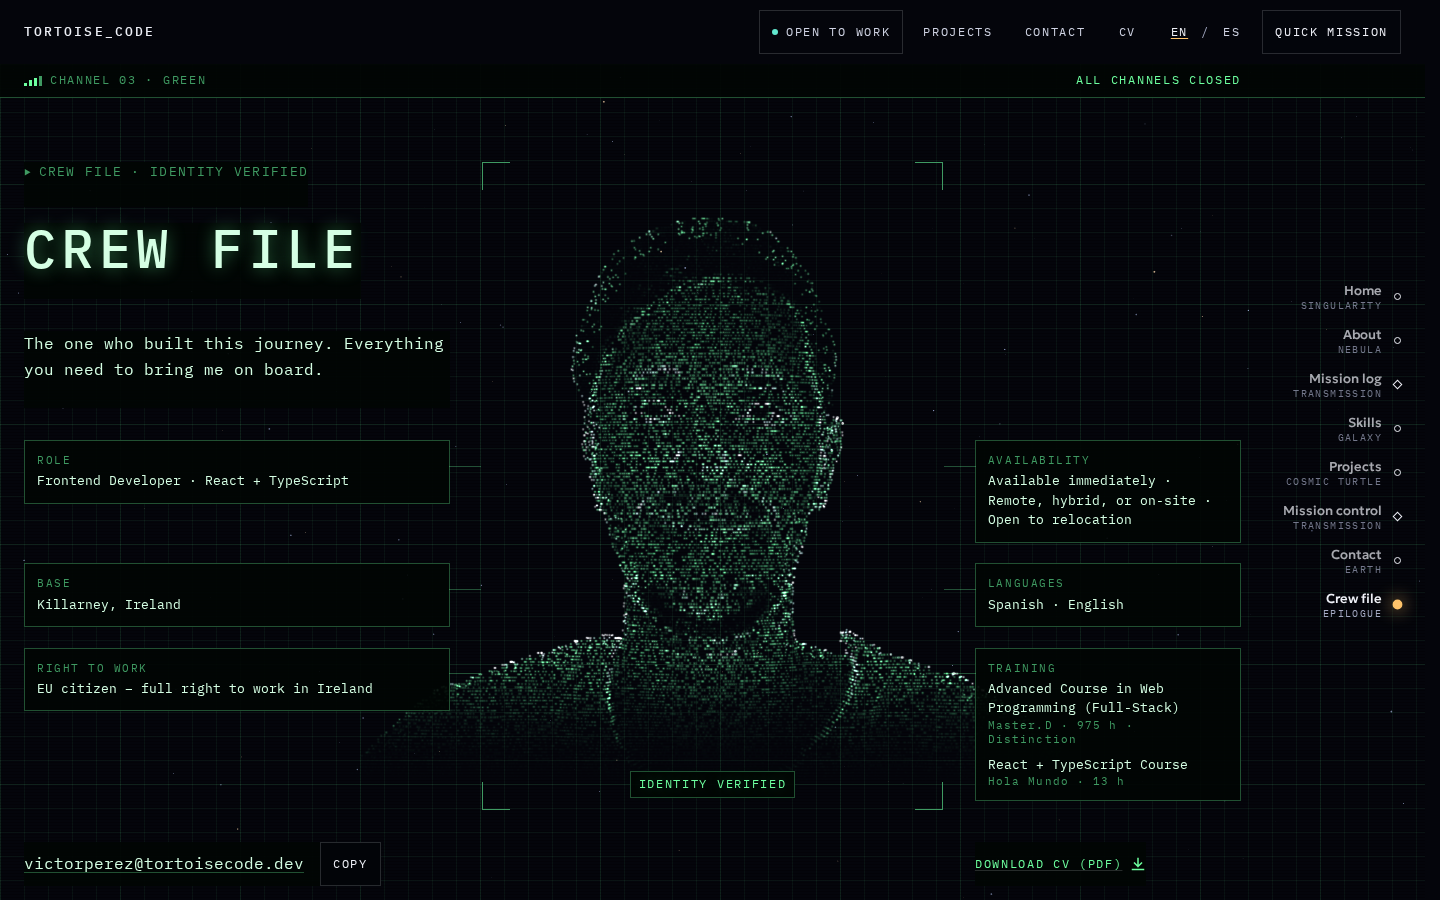 TORTOISE_CODE
OPEN TO WORK
PROJECTS
CONTACT
CV
EN / ES
QUICK MISSION
CHANNEL 03 · GREEN
ALL CHANNELS CLOSED
CREW FILE · IDENTITY VERIFIED
CREW FILE
The one who built this journey. Everything
you need to bring me on board.
ROLE
Frontend Developer · React + TypeScript
BASE
Killarney, Ireland
RIGHT TO WORK
EU citizen – full right to work in Ireland
IDENTITY VERIFIED
AVAILABILITY
Available immediately ·
Remote, hybrid, or on-site ·
Open to relocation
LANGUAGES
Spanish · English
TRAINING
Advanced Course in Web
Programming (Full-Stack)
Master.D · 975 h ·
Distinction
React + TypeScript Course
Hola Mundo · 13 h
Home
SINGULARITY
About
NEBULA
Mission log
TRANSMISSION
Skills
GALAXY
Projects
COSMIC TURTLE
Mission control
TRANSMISSION
Contact
EARTH
Crew file
EPILOGUE
victorperez@tortoisecode.dev
COPY
DOWNLOAD CV (PDF)